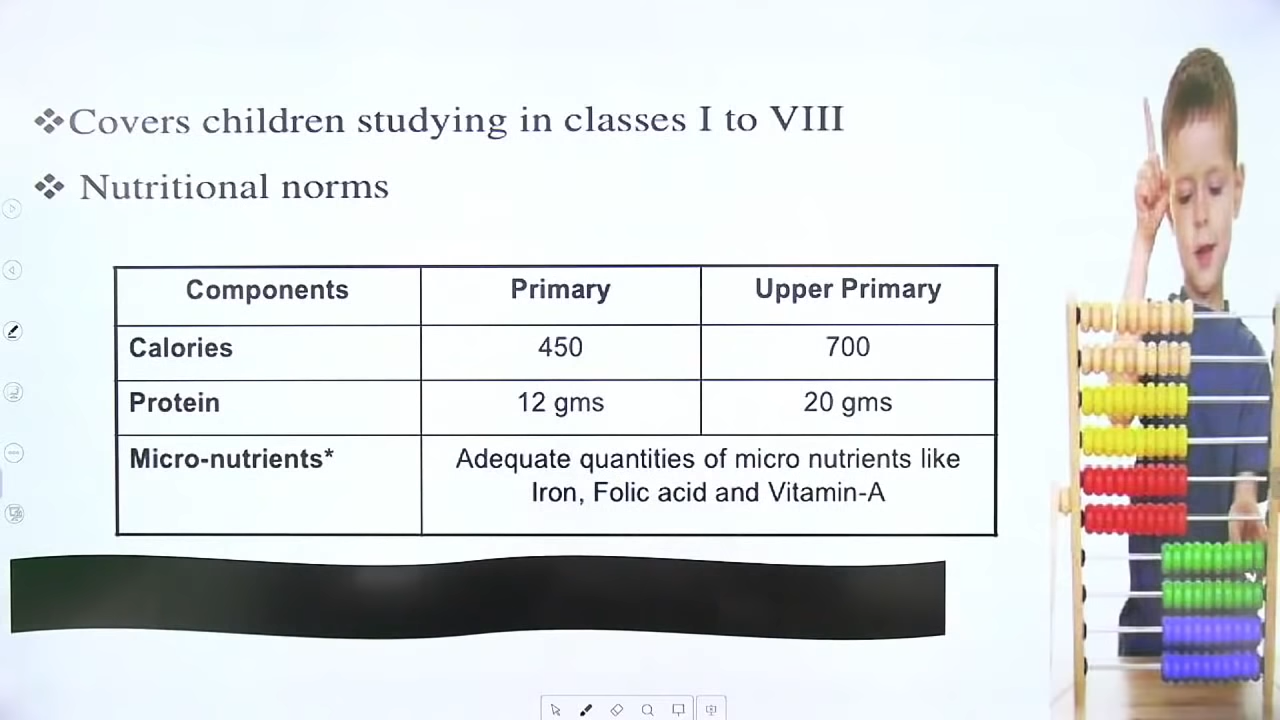 Covers children studying in classes I to VIII
Nutritional norms
Components Primary Upper Primary
Calories 450 700
Protein 12 gms 20 gms
Micro-nutrients* Adequate quantities of micro nutrients like
Iron, Folic acid and Vitamin-A